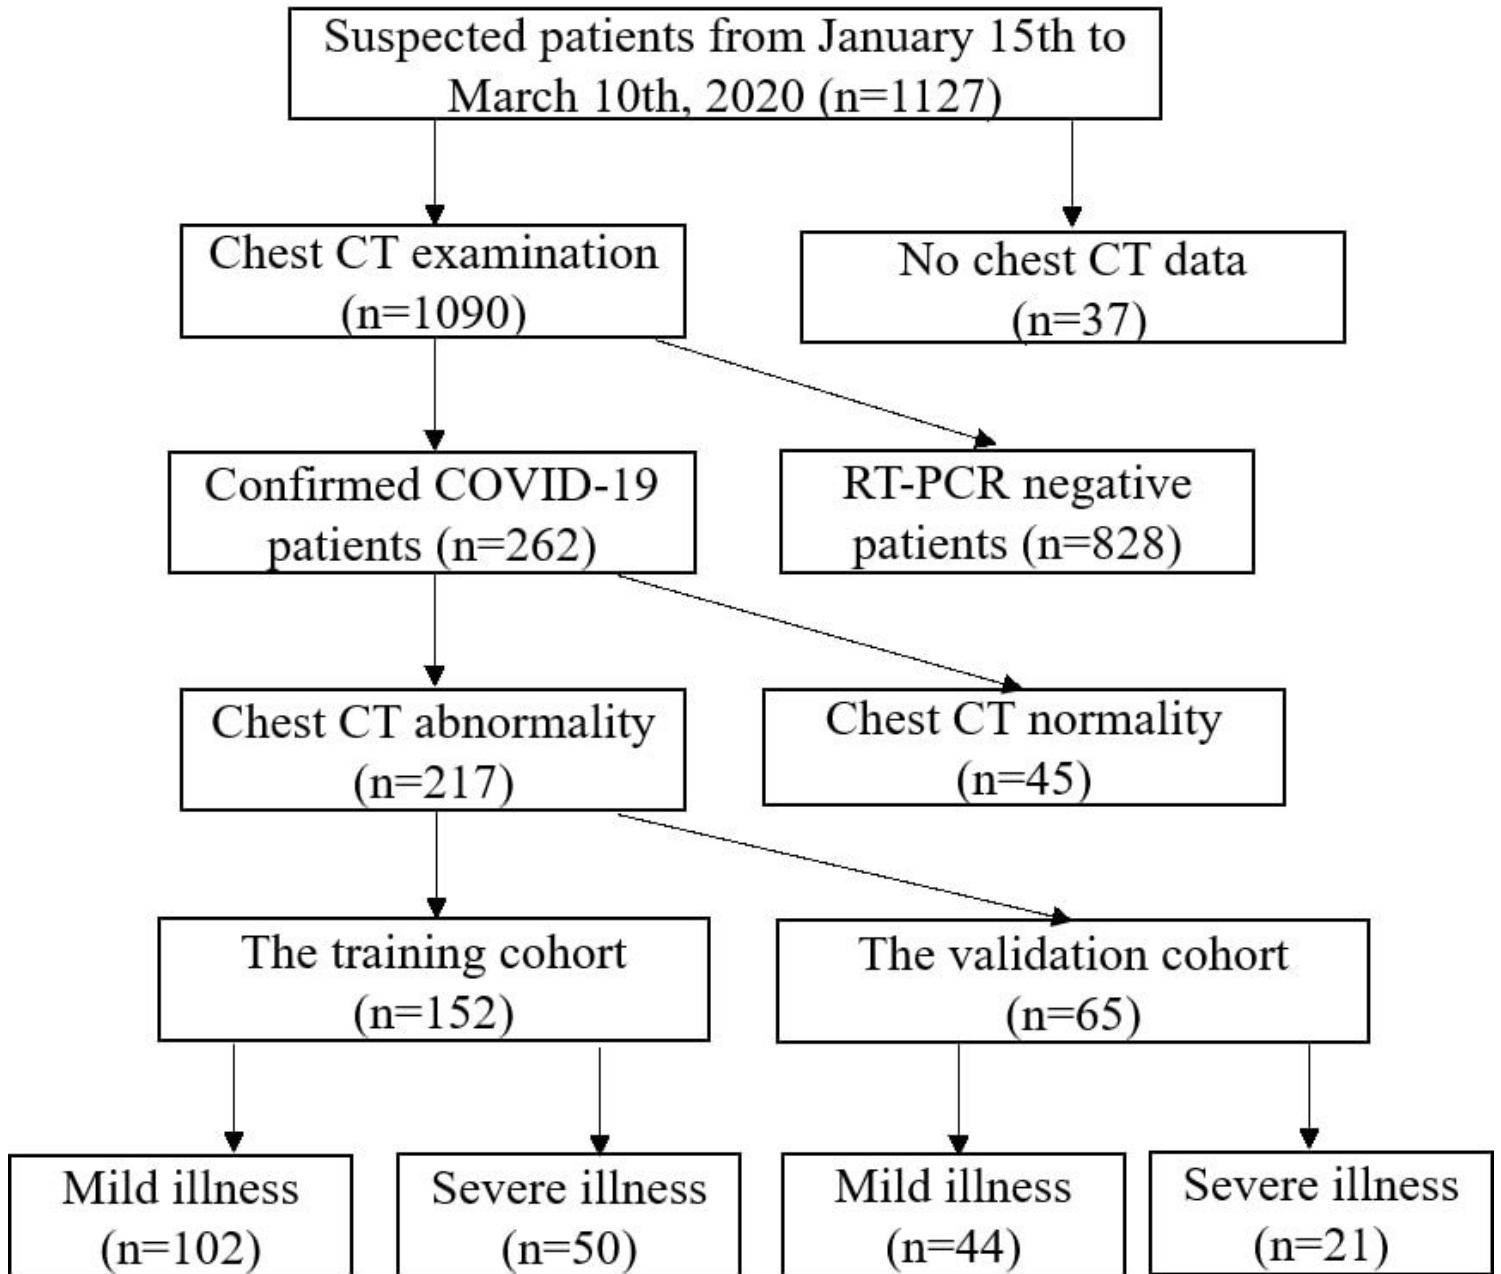 Suspected patients from January 15th to
March 10th, 2020 (n=1127)
Chest CT examination
(n=1090)
No chest CT data
(n=37)
Confirmed COVID-19
patients (n=262)
RT-PCR negative
patients (n=828)
Chest CT abnormality
(n=217)
Chest CT normality
(n=45)
The training cohort
(n=152)
The validation cohort
(n=65)
Mild illness
(n=102)
Severe illness
(n=50)
Mild illness
(n=44)
Severe illness
(n=21)